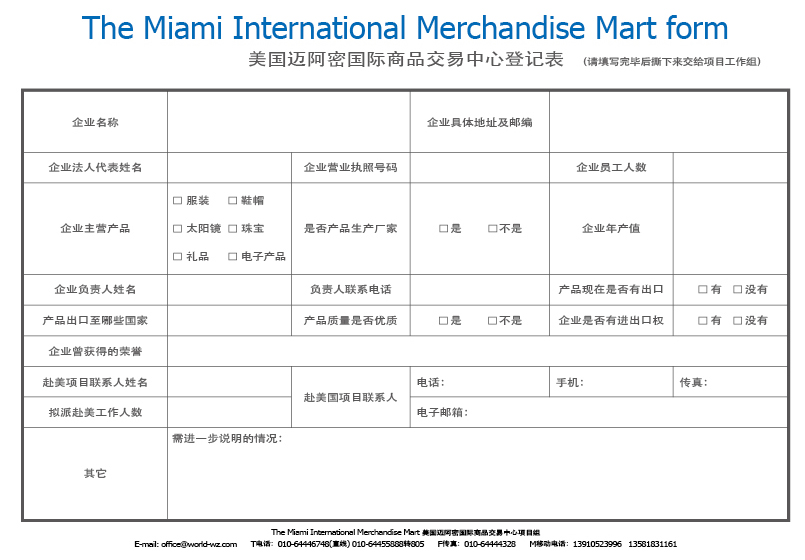 The Miami International Merchandise Mart form
美国迈阿密国际商品交易中心登记表 (请填写完毕后撕下来交给项目工作组)
企业名称 企业具体地址及邮编
企业法人代表姓名 企业营业执照号码 企业员工人数
企业主营产品 □ 服装 □ 鞋帽 □ 太阳镜 □ 珠宝 □ 礼品 □ 电子产品 是否产品生产厂家 □是 □不是 企业年产值
企业负责人姓名 负责人联系电话 产品现在是否有出口 □ 有 □ 没有
产品出口至哪些国家 产品质量是否优质 □是 □不是 企业是否有进出口权 □ 有 □ 没有
企业曾获得的荣誉
赴美项目联系人姓名 赴美国项目联系人 电话: 手机: 传真:
拟派赴美工作人数 电子邮箱:
其它 需进一步说明的情况:
The Miami International Merchandise Mart 美国迈阿密国际商品交易中心项目组
E-mail: office@world-wz.com T电话: 010-64446748(直线) 010-64455888转805 F传真: 010-64444328 M移动电话: 13910523996 13581831161